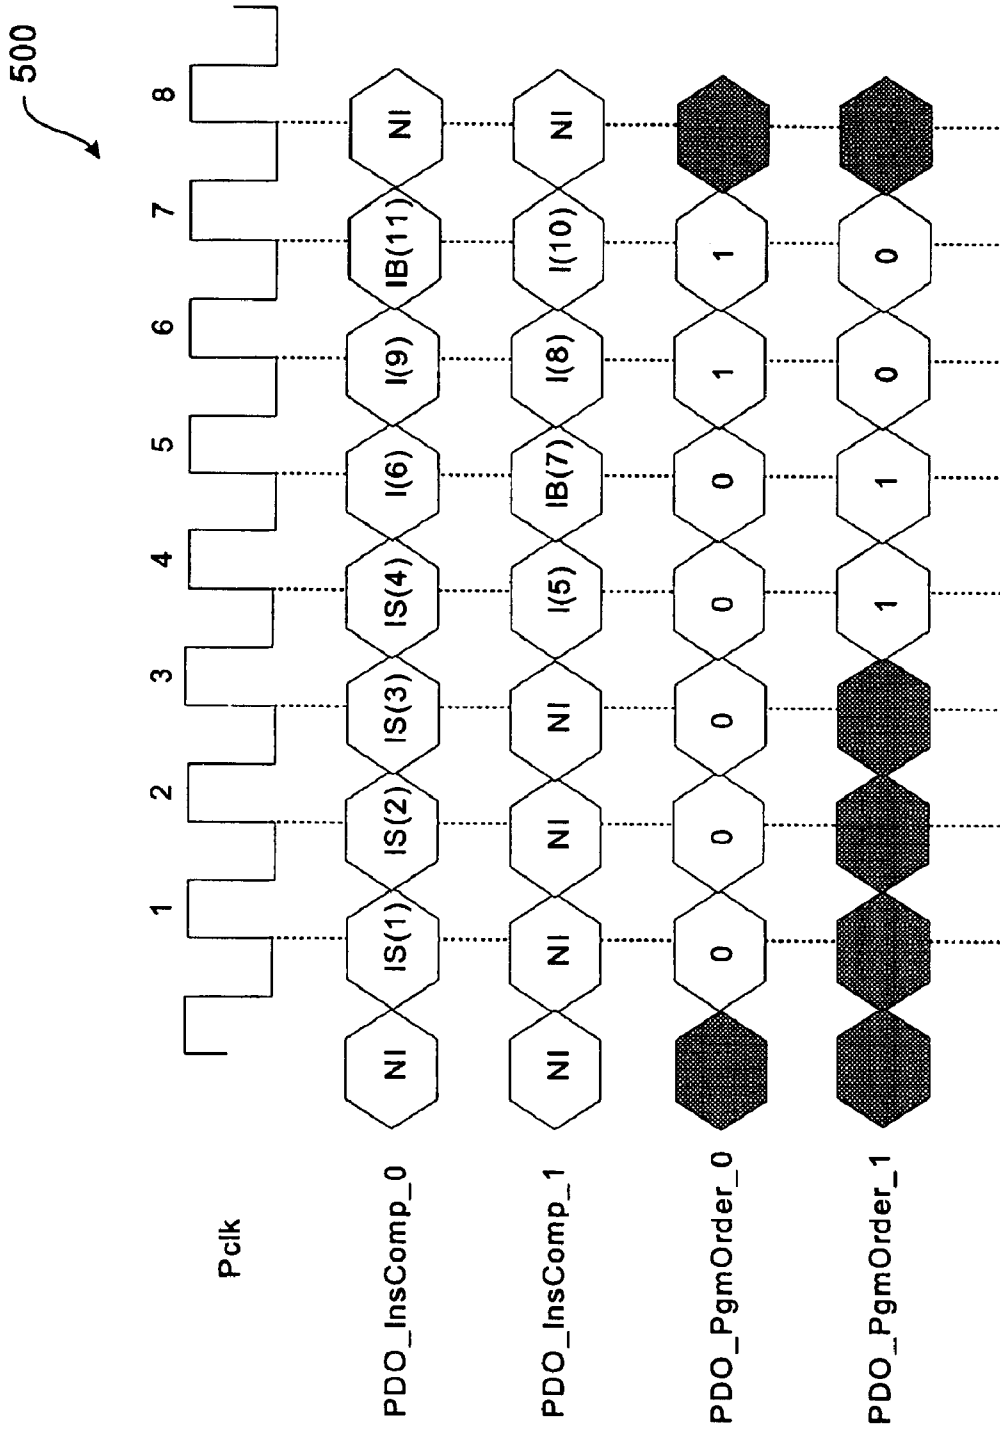 500
1 2 3 4 5 6 7 8
Pclk
PDO_InsComp_0 NI IS(1) IS(2) IS(3) IS(4) I(6) I(9) IB(11) NI
PDO_InsComp_1 NI NI NI NI I(5) IB(7) I(8) I(10) NI
PDO_PgmOrder_0 0 0 0 0 0 1 1
PDO_PgmOrder_1 1 1 0 0